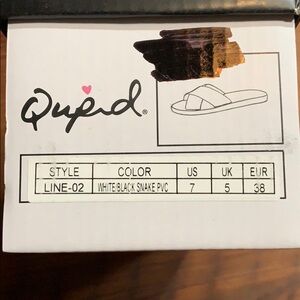 Qupid®
STYLE COLOR US UK EUR
LINE-02 WHITE/BLACK SNAKE PVC 7 5 38